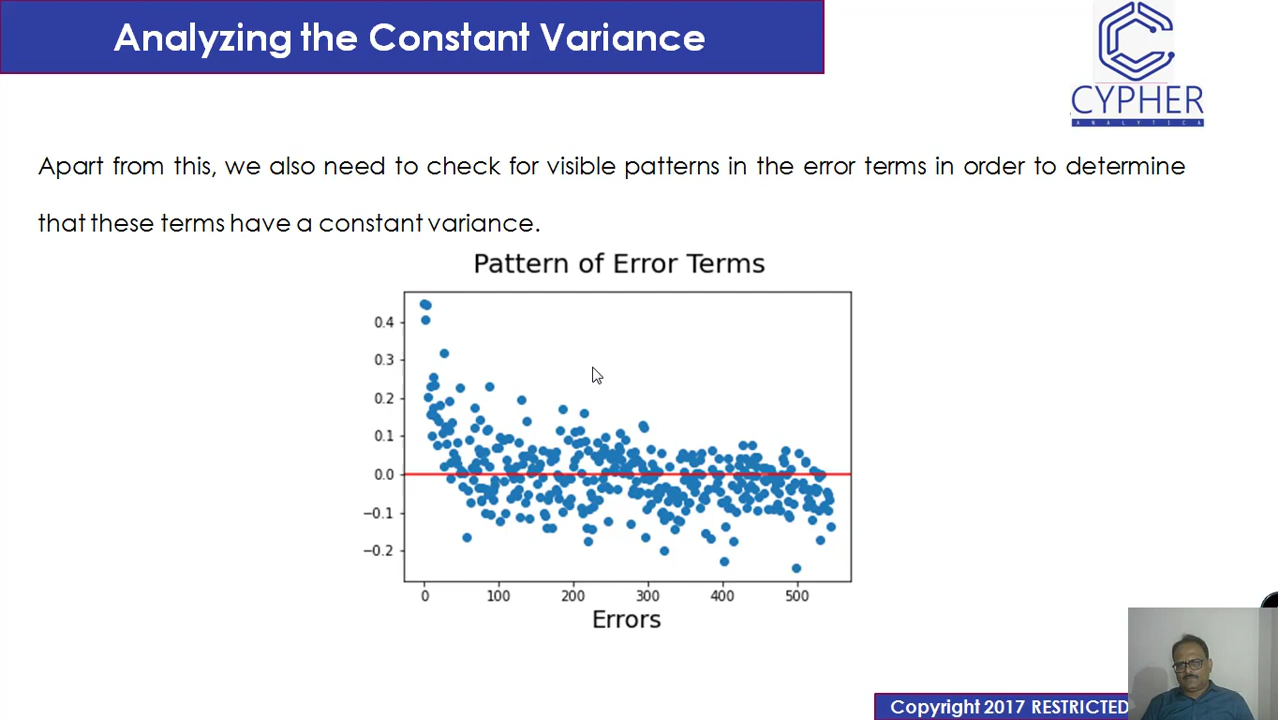 Analyzing the Constant Variance
CYPHER
ANALYTICA
Apart from this, we also need to check for visible patterns in the error terms in order to determine
that these terms have a constant variance.
Pattern of Error Terms
0.4
0.3
0.2
0.1
0.0
−0.1
−0.2
0 100 200 300 400 500
Errors
Copyright 2017 RESTRICTED